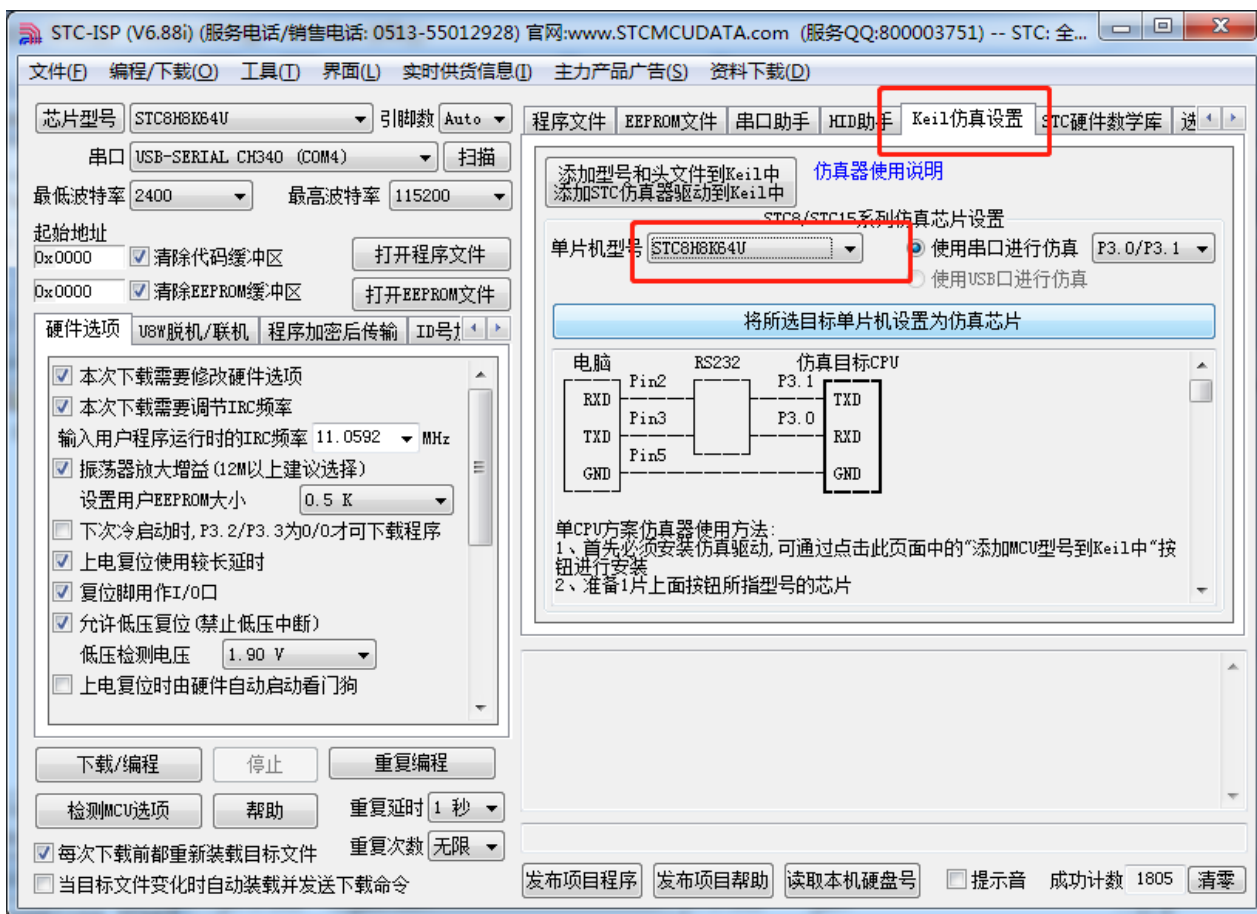 STC-ISP (V6.88i) (服务电话/销售电话: 0513-55012928) 官网:www.STCMCUDATA.com (服务QQ:800003751) -- STC: 全...
文件(F) 编程/下载(O) 工具(T) 界面(L) 实时供货信息(I) 主力产品广告(S) 资料下载(D)
芯片型号 STC8H8K64U 引脚数 Auto
串口 USB-SERIAL CH340 (COM4) 扫描
最低波特率 2400 最高波特率 115200
起始地址
0x0000 清除代码缓冲区 打开程序文件
0x0000 清除EEPROM缓冲区 打开EEPROM文件
硬件选项 U8W脱机/联机 程序加密后传输 ID号
本次下载需要修改硬件选项
本次下载需要调节IRC频率
输入用户程序运行时的IRC频率 11.0592 MHz
振荡器放大增益(12M以上建议选择)
设置用户EEPROM大小 0.5 K
下次冷启动时,P3.2/P3.3为0/0才可下载程序
上电复位使用较长延时
复位脚用作I/O口
允许低压复位(禁止低压中断)
低压检测电压 1.90 V
上电复位时由硬件自动启动看门狗
下载/编程 停止 重复编程
检测MCU选项 帮助 重复延时 1 秒
每次下载前都重新装载目标文件 重复次数 无限
当目标文件变化时自动装载并发送下载命令
程序文件 EEPROM文件 串口助手 HID助手 Keil仿真设置 STC硬件数学库 选
添加型号和头文件到Keil中
添加STC仿真器驱动到Keil中
仿真器使用说明
STC8/STC15系列仿真芯片设置
单片机型号 STC8H8K64U 使用串口进行仿真 P3.0/P3.1
使用USB口进行仿真
将所选目标单片机设置为仿真芯片
电脑 RS232 仿真目标CPU
RXD Pin2 P3.1 TXD
TXD Pin3 P3.0 RXD
GND Pin5 GND
单CPU方案仿真器使用方法:
1、首先必须安装仿真驱动,可通过点击此页面中的"添加MCU型号到Keil中"按
钮进行安装
2、准备1片上面按钮所指型号的芯片
发布项目程序 发布项目帮助 读取本机硬盘号 提示音 成功计数 1805 清零